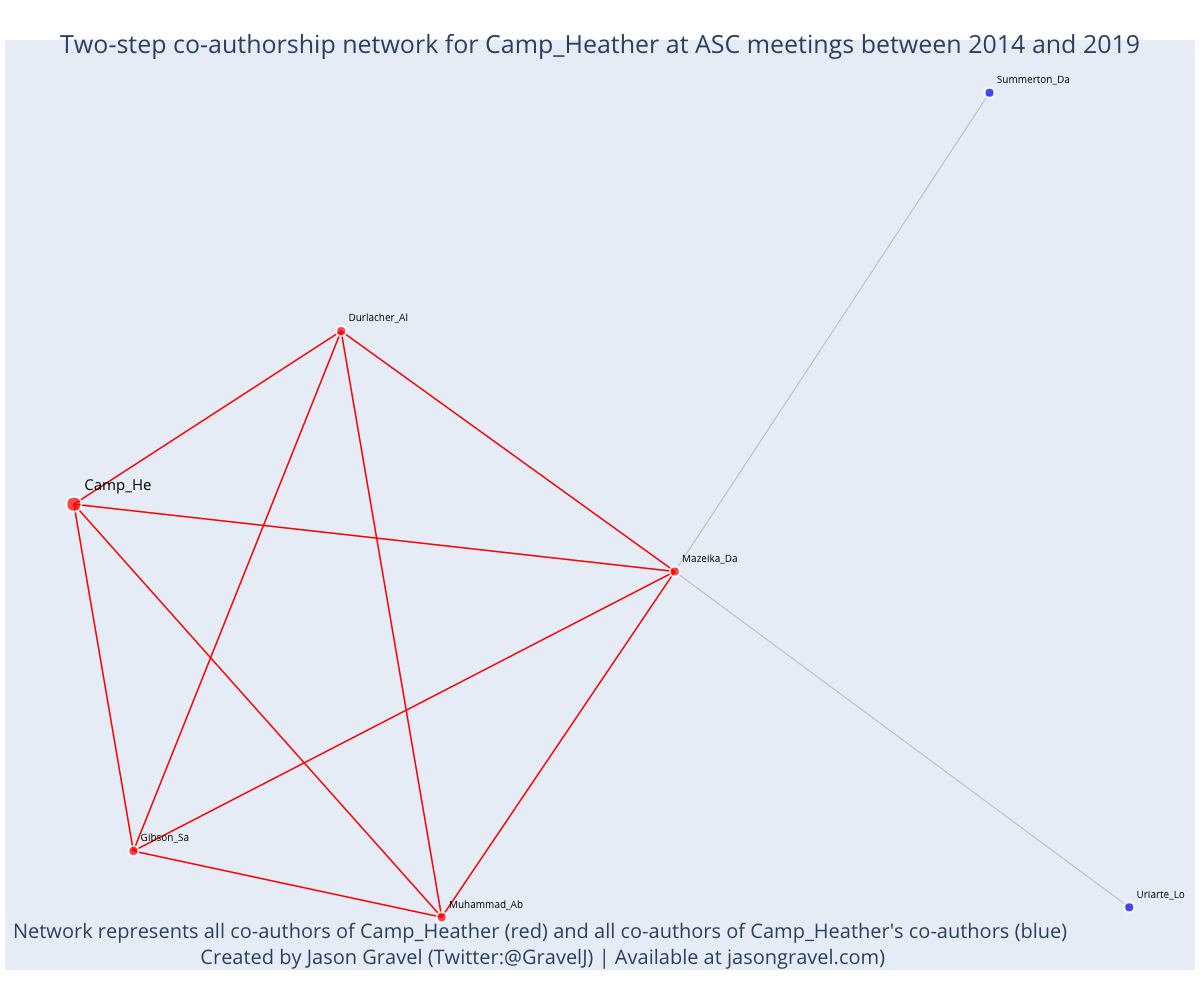 Two-step co-authorship network for Camp_Heather at ASC meetings between 2014 and 2019
Summerton_Da
Durlacher_Al
Camp_He
Mazeika_Da
Gibson_Sa
Uriarte_Lo
Muhammad_Ab
Network represents all co-authors of Camp_Heather (red) and all co-authors of Camp_Heather's co-authors (blue)
Created by Jason Gravel (Twitter:@GravelJ) | Available at jasongravel.com)